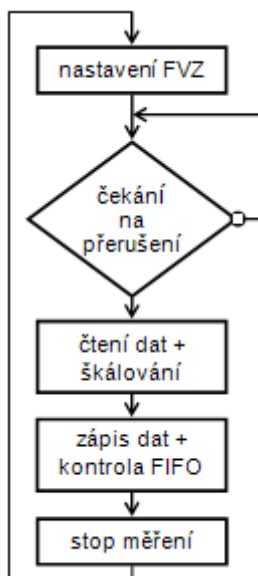 nastavení FVZ
čekání
na
přerušení
čtení dat +
škálování
zápis dat +
kontrola FIFO
stop měření